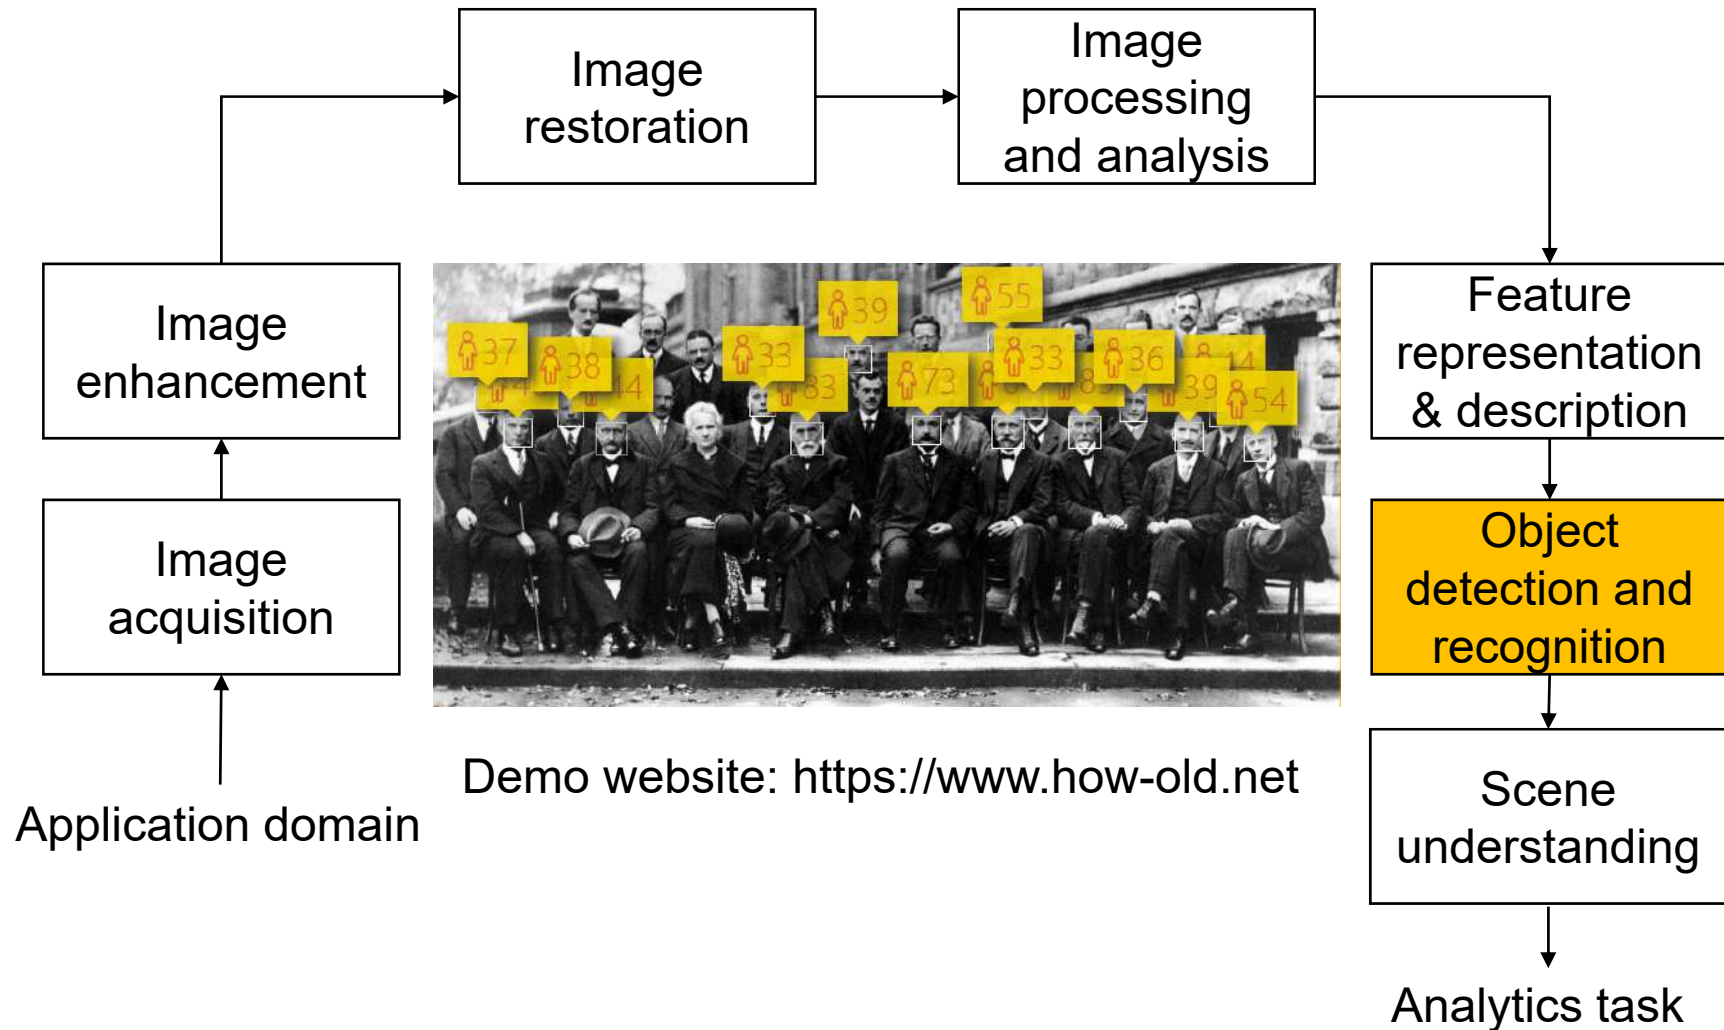 Image
restoration
Image
processing
and analysis
Image
enhancement
Feature
representation
& description
39
55
37
38
33
33
36
44
83
73
39
54
Image
acquisition
Object
detection and
recognition
Demo website: https://www.how-old.net
Application domain
Scene
understanding
Analytics task